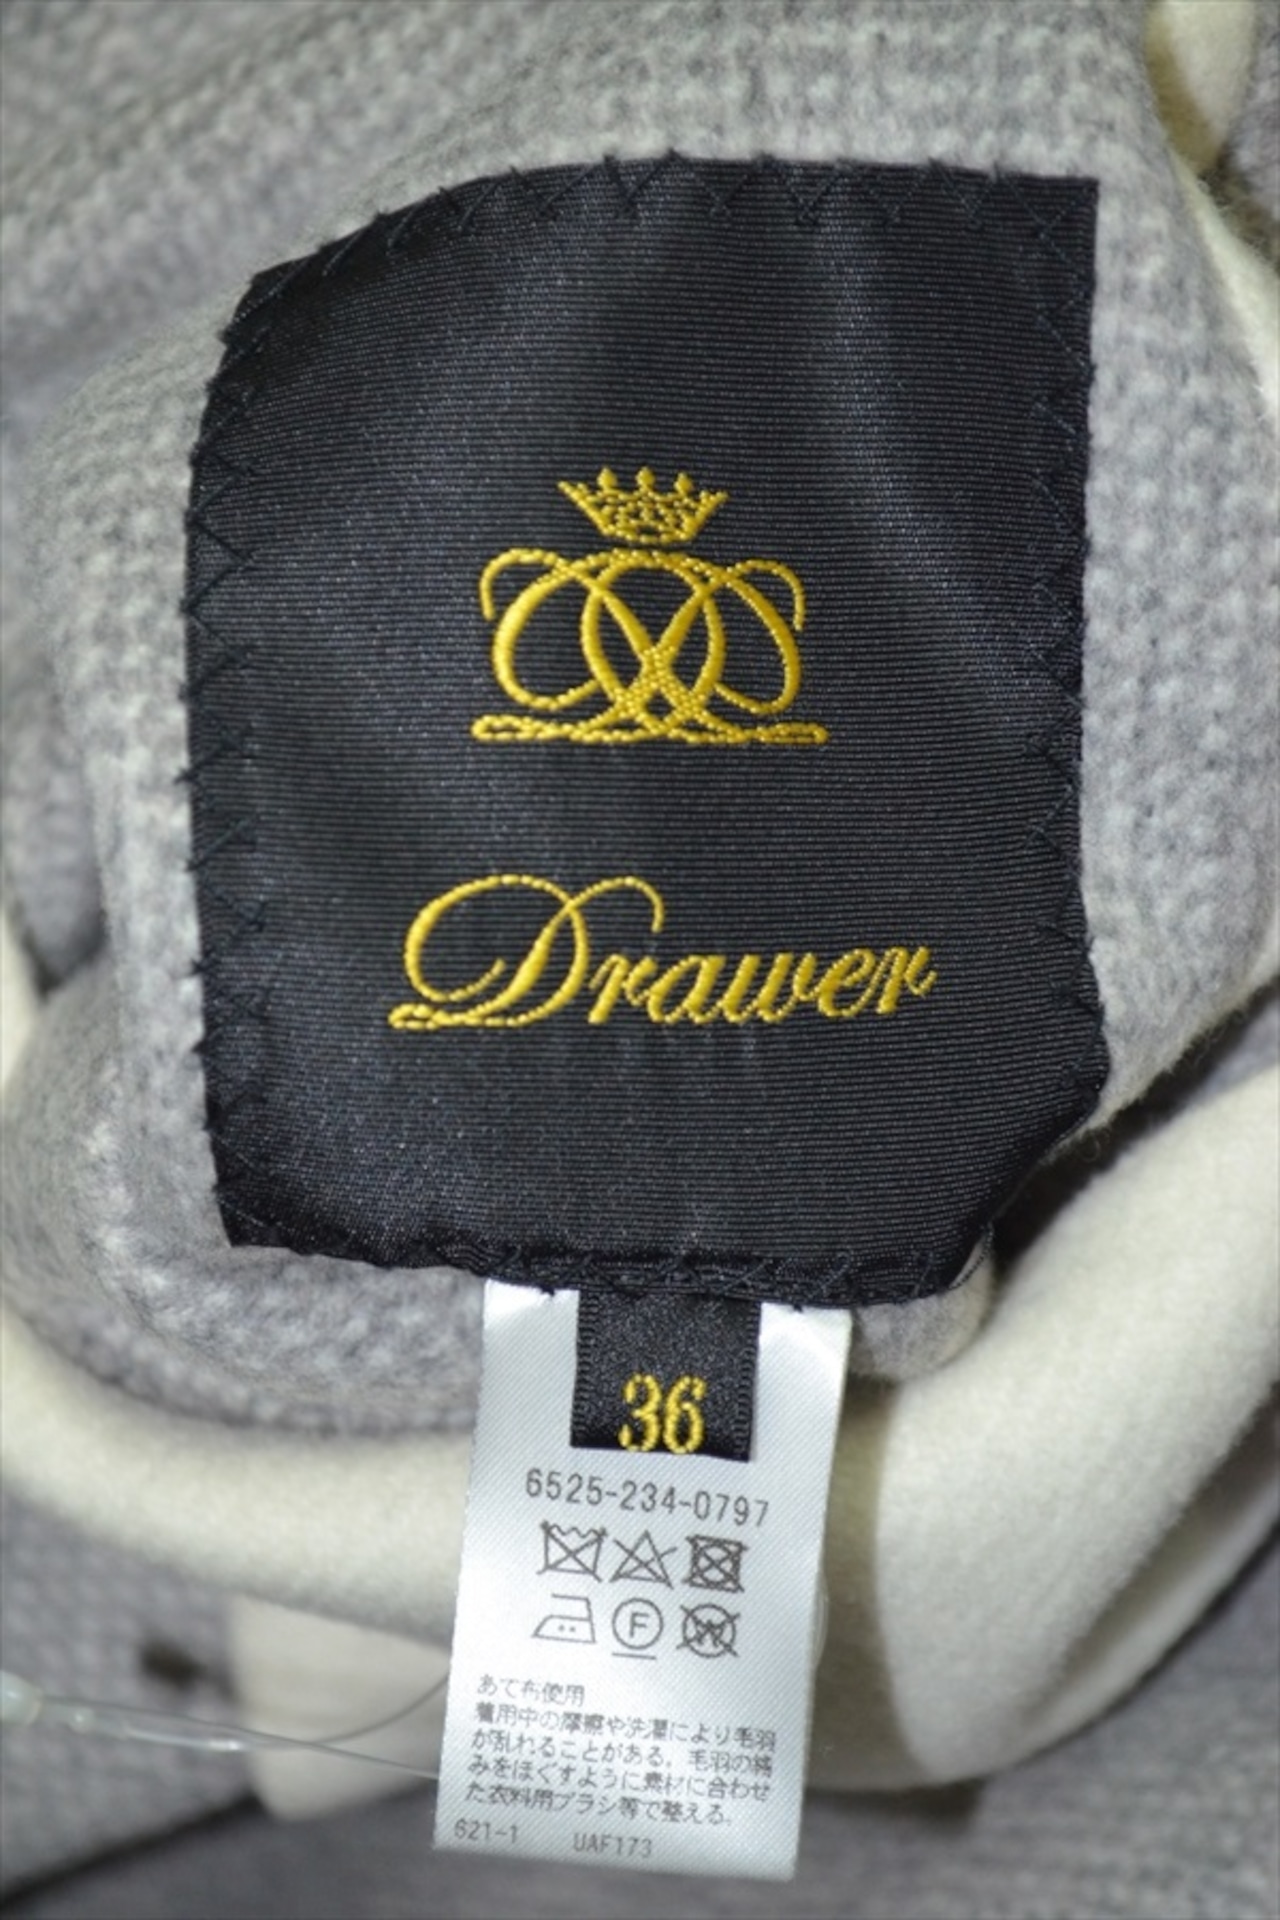 Drawer
36
6525-234-0797
F
W
あて布使用
着用中の摩擦や洗濯により毛羽
が乱れることがある。毛羽の絡
みをほぐすように素材に合わせ
た衣料用ブラシ等で整える。
621-1 UAF173